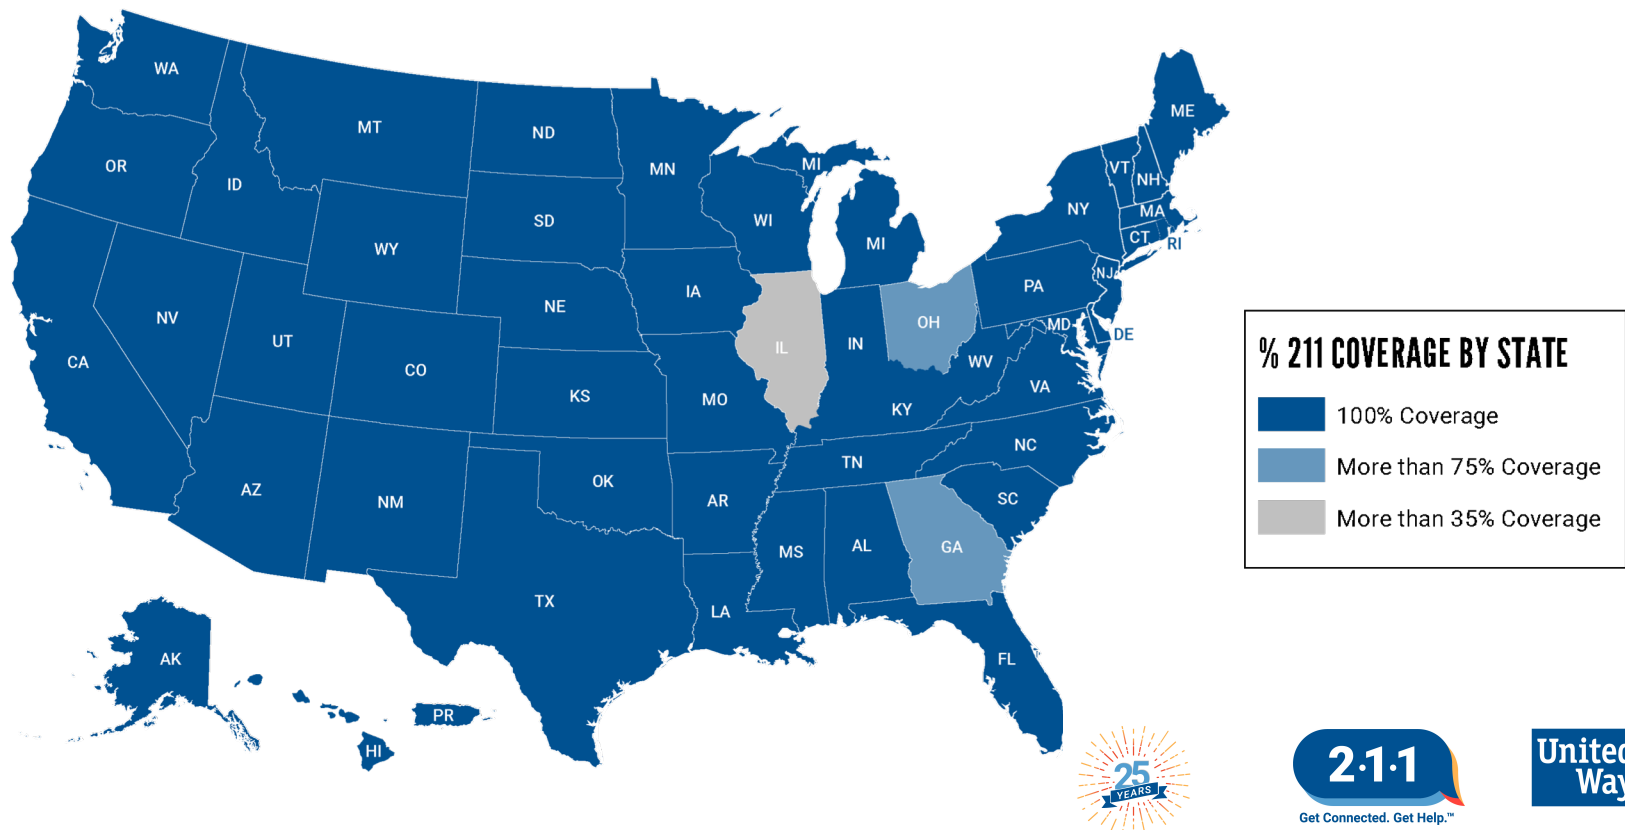 WA
MT
ND
MN
OR
ID
SD
WI
MI
MI
ME
VT
NH
NY
MA
CT
RI
WY
IA
NE
PA
NJ
NV
UT
CA
CO
IL
IN
OH
MD
DE
WV
VA
KS
MO
KY
NC
TN
AZ
NM
OK
AR
SC
MS
AL
GA
TX
LA
FL
AK
HI
PR
% 211 COVERAGE BY STATE
100% Coverage
More than 75% Coverage
More than 35% Coverage
25
YEARS
2·1·1
Get Connected. Get Help.™
United
Way